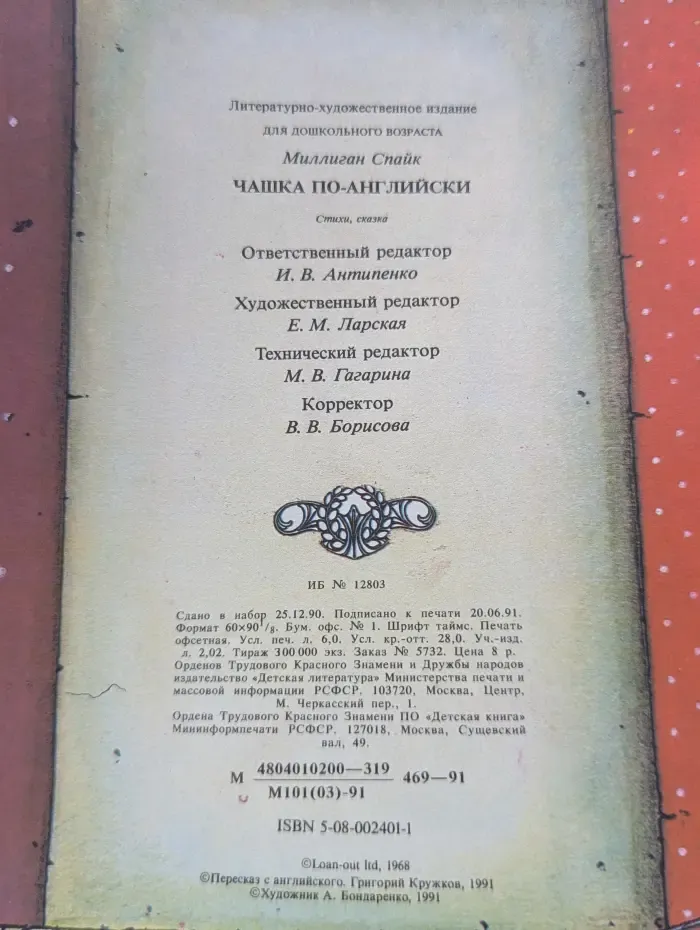 Литературно-художественное издание
ДЛЯ ДОШКОЛЬНОГО ВОЗРАСТА
Миллиган Спайк
ЧАШКА ПО-АНГЛИЙСКИ
Стихи, сказка
Ответственный редактор
И. В. Антипенко
Художественный редактор
Е. М. Ларская
Технический редактор
М. В. Гагарина
Корректор
В. В. Борисова
ИБ № 12803
Сдано в набор 25.12.90. Подписано к печати 20.06.91.
Формат 60×90 1/8. Бум. офс. № 1. Шрифт таймс. Печать
офсетная. Усл. печ. л. 6,0. Усл. кр.-отт. 28,0. Уч.-изд.
л. 2,02. Тираж 300 000 экз. Заказ № 5732. Цена 8 р.
Орденов Трудового Красного Знамени и Дружбы народов
издательство «Детская литература» Министерства печати и
массовой информации РСФСР. 103720, Москва, Центр,
М. Черкасский пер., 1.
Ордена Трудового Красного Знамени ПО «Детская книга»
Мининформпечати РСФСР. 127018, Москва, Сущевский
вал, 49.
М 4804010200—319 469—91
М101(03)-91
ISBN 5-08-002401-1
©Loan-out ltd, 1968
©Пересказ с английского. Григорий Кружков, 1991
©Художник А. Бондаренко, 1991